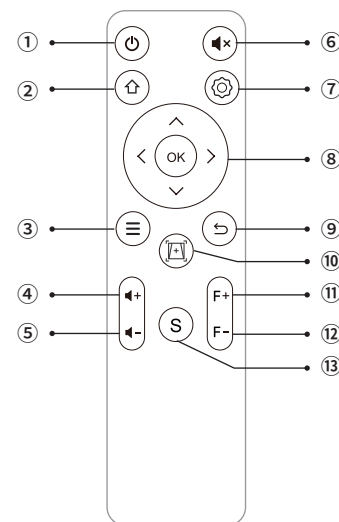 ① ⑥
② ⑦
OK ⑧
③ ⑨
⑩
④ + F+ ⑪
⑤ - F- ⑫
S
⑬